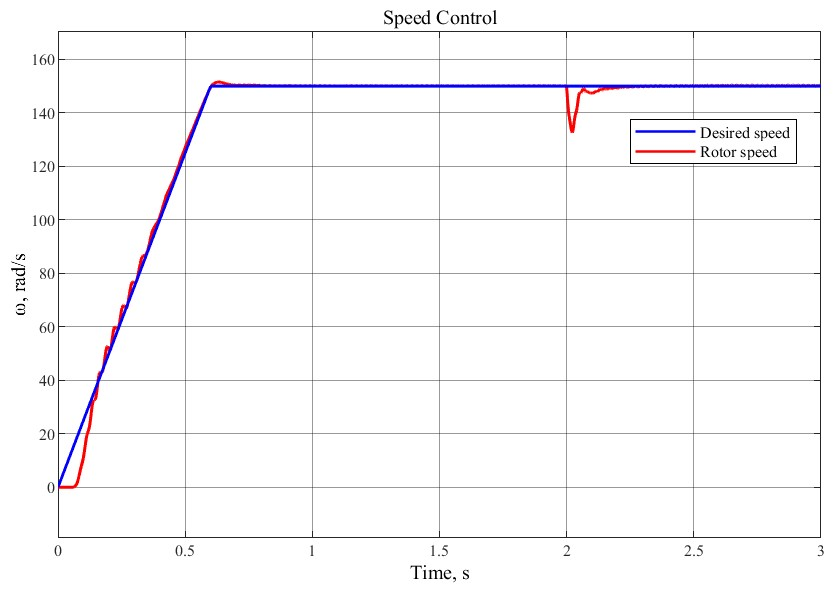 Speed Control
160
140
120
100
80
60
40
20
0
ω, rad/s
Desired speed
Rotor speed
0 0.5 1 1.5 2 2.5 3
Time, s